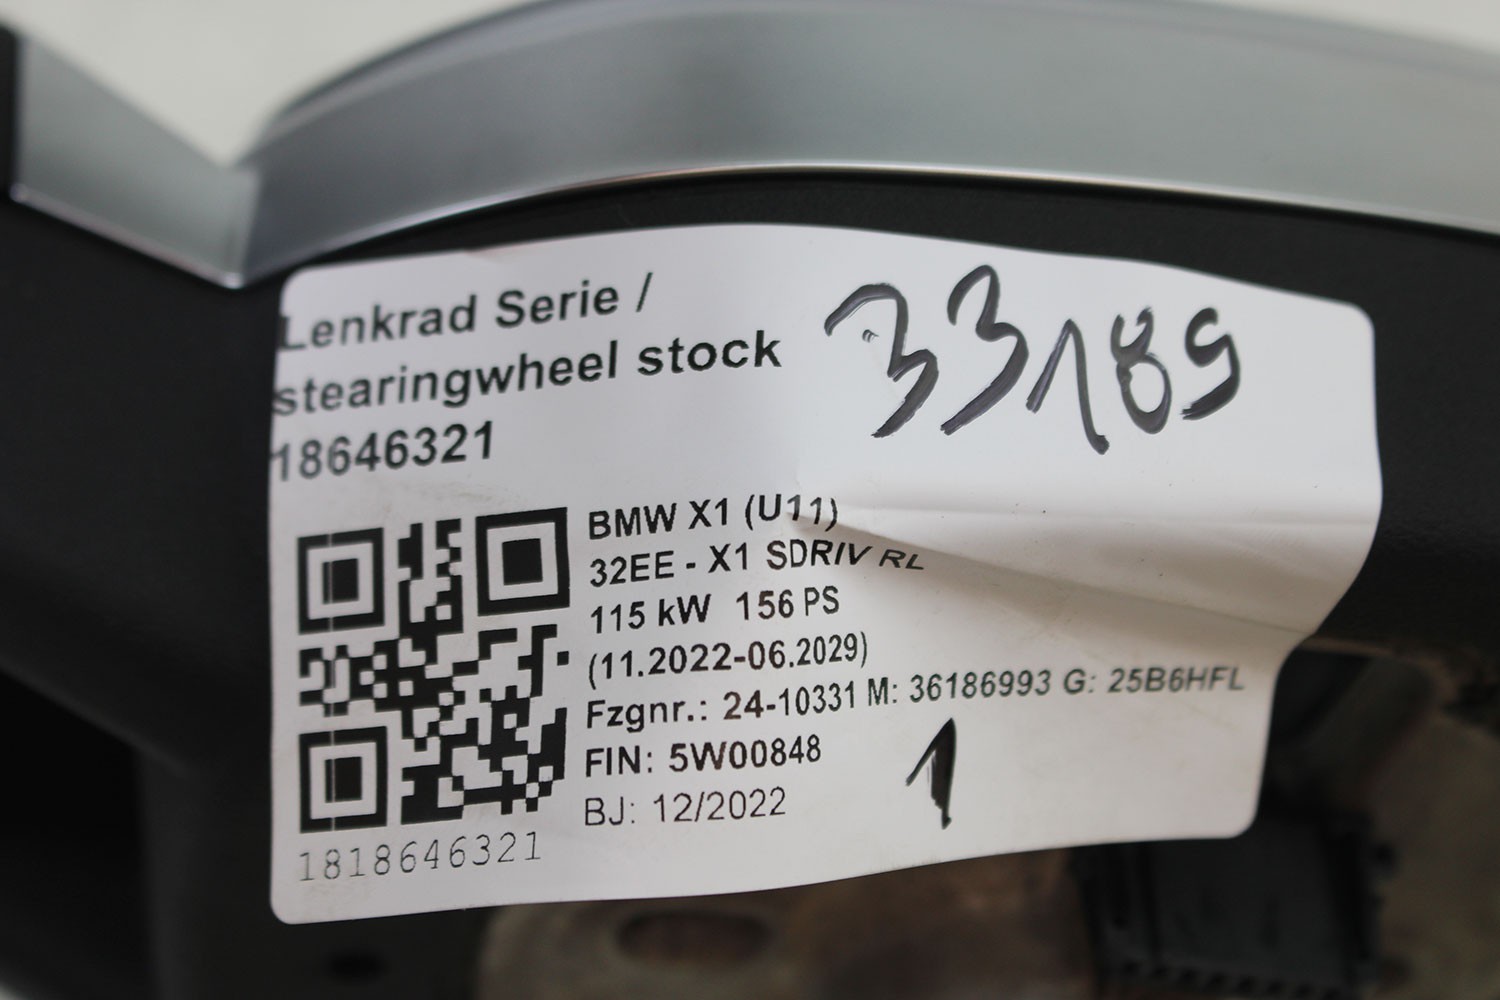 Lenkrad Serie /
stearingwheel stock
18646321
33189
BMW X1 (U11)
32EE - X1 SDRIV RL
115 kW 156 PS
(11.2022-06.2029)
Fzgnr.: 24-10331 M: 36186993 G: 25B6HFL
FIN: 5W00848
BJ: 12/2022
1
1818646321